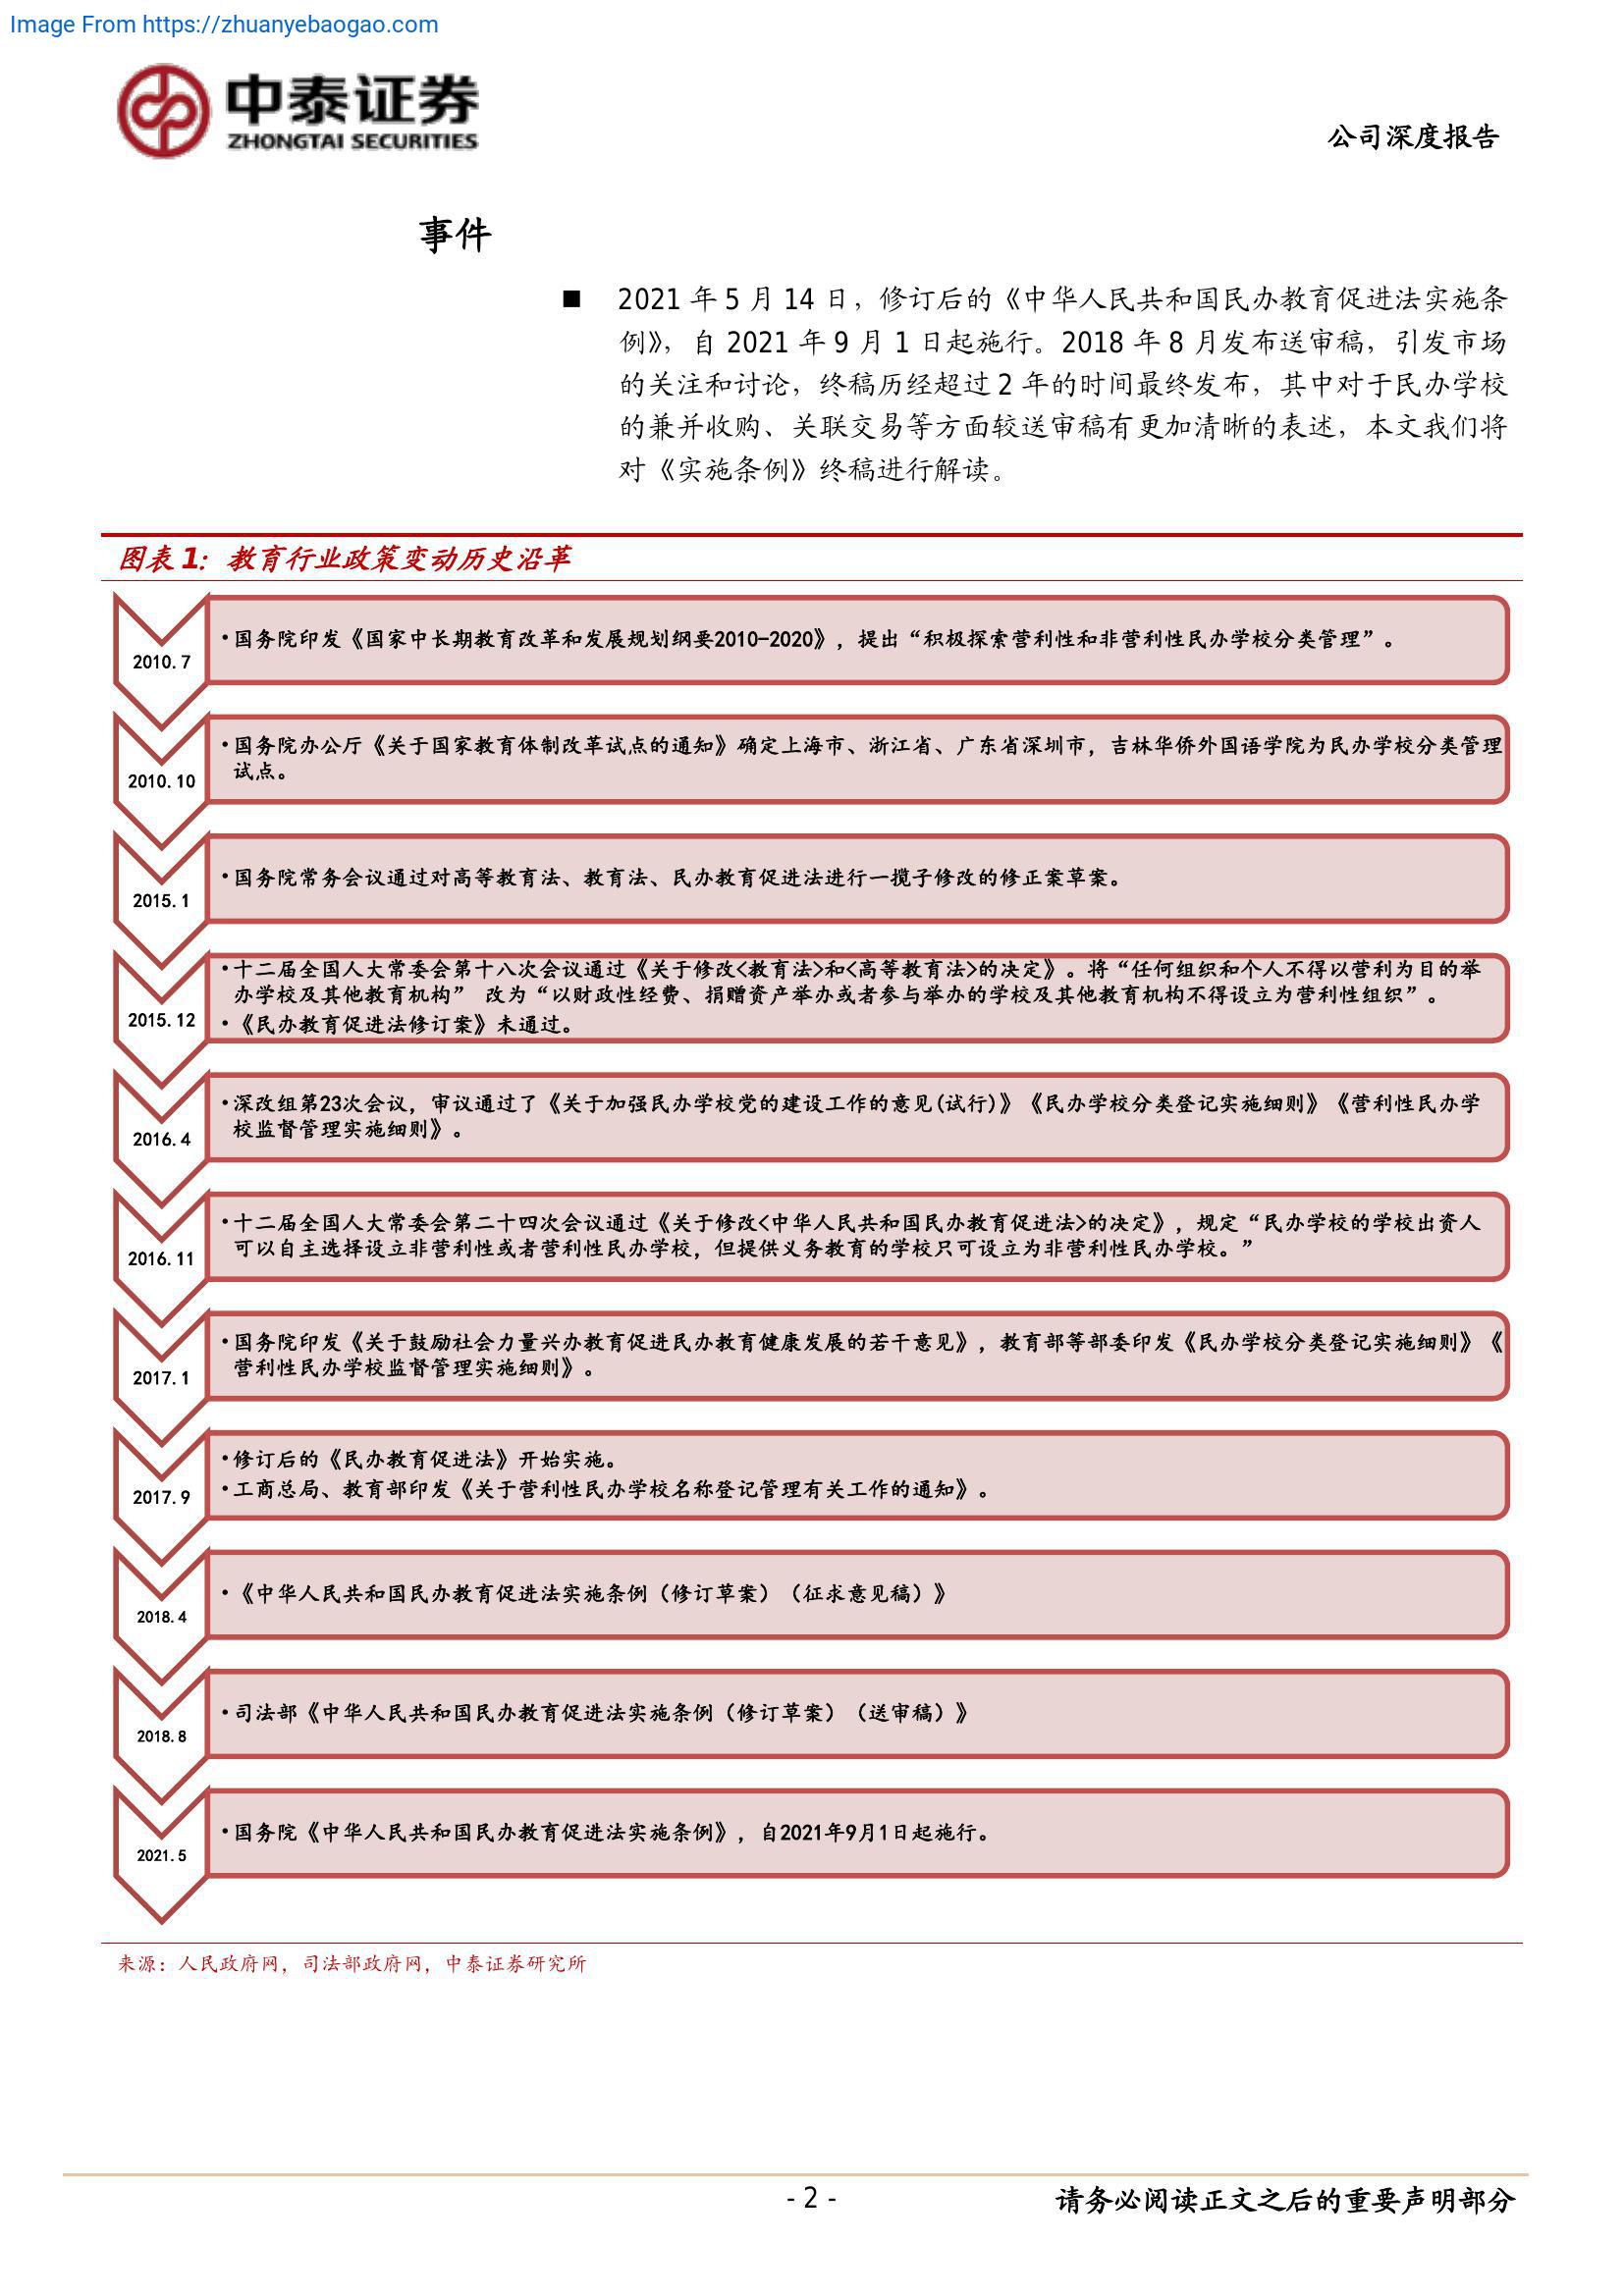 Image From https://zhuanyebaogao.com
中泰证券
ZHONGTAI SECURITIES
公司深度报告
事件
■ 2021 年 5 月 14 日，修订后的《中华人民共和国民办教育促进法实施条
例》，自 2021 年 9 月 1 日起施行。2018 年 8 月发布送审稿，引发市场
的关注和讨论，终稿历经超过 2 年的时间最终发布，其中对于民办学校
的兼并收购、关联交易等方面较送审稿有更加清晰的表述，本文我们将
对《实施条例》终稿进行解读。
图表 1：教育行业政策变动历史沿革
2010.7
•国务院印发《国家中长期教育改革和发展规划纲要2010-2020》，提出“积极探索营利性和非营利性民办学校分类管理”。
2010.10
•国务院办公厅《关于国家教育体制改革试点的通知》确定上海市、浙江省、广东省深圳市，吉林华侨外国语学院为民办学校分类管理
试点。
2015.1
•国务院常务会议通过对高等教育法、教育法、民办教育促进法进行一揽子修改的修正案草案。
2015.12
•十二届全国人大常委会第十八次会议通过《关于修改<教育法>和<高等教育法>的决定》。将“任何组织和个人不得以营利为目的举
办学校及其他教育机构” 改为“以财政性经费、捐赠资产举办或者参与举办的学校及其他教育机构不得设立为营利性组织”。
•《民办教育促进法修订案》未通过。
2016.4
•深改组第23次会议，审议通过了《关于加强民办学校党的建设工作的意见(试行)》《民办学校分类登记实施细则》《营利性民办学
校监督管理实施细则》。
2016.11
•十二届全国人大常委会第二十四次会议通过《关于修改<中华人民共和国民办教育促进法>的决定》，规定“民办学校的学校出资人
可以自主选择设立非营利性或者营利性民办学校，但提供义务教育的学校只可设立为非营利性民办学校。”
2017.1
•国务院印发《关于鼓励社会力量兴办教育促进民办教育健康发展的若干意见》，教育部等部委印发《民办学校分类登记实施细则》《
营利性民办学校监督管理实施细则》。
2017.9
•修订后的《民办教育促进法》开始实施。
•工商总局、教育部印发《关于营利性民办学校名称登记管理有关工作的通知》。
2018.4
•《中华人民共和国民办教育促进法实施条例（修订草案）（征求意见稿）》
2018.8
•司法部《中华人民共和国民办教育促进法实施条例（修订草案）（送审稿）》
2021.5
•国务院《中华人民共和国民办教育促进法实施条例》，自2021年9月1日起施行。
来源：人民政府网，司法部政府网，中泰证券研究所
- 2 -
请务必阅读正文之后的重要声明部分